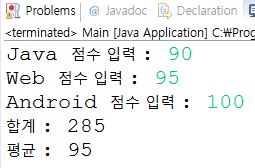 Problems @ Javadoc Declaration
<terminated> Main [Java Application] C:\Prog
Java 점수 입력 : 90
Web 점수 입력 : 95
Android 점수 입력 : 100
합계 : 285
평균 : 95